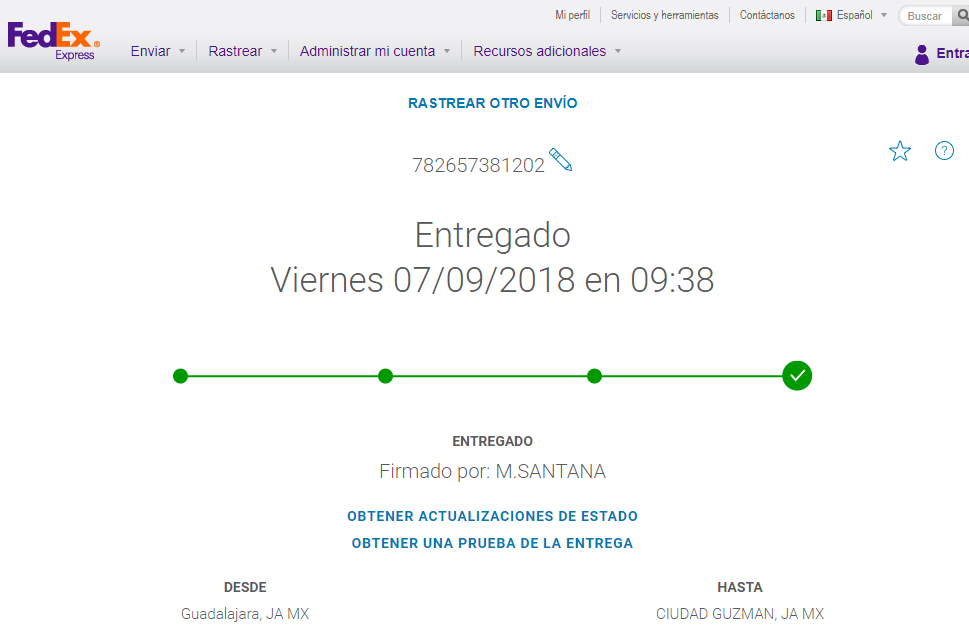 Mi perfil Servicios y herramientas Contáctanos Español Buscar
FedEx®
Express
Enviar Rastrear Administrar mi cuenta Recursos adicionales
RASTREAR OTRO ENVÍO
782657381202
?
Entregado
Viernes 07/09/2018 en 09:38
ENTREGADO
Firmado por: M.SANTANA
OBTENER ACTUALIZACIONES DE ESTADO
OBTENER UNA PRUEBA DE LA ENTREGA
DESDE HASTA
Guadalajara, JA MX CIUDAD GUZMAN, JA MX